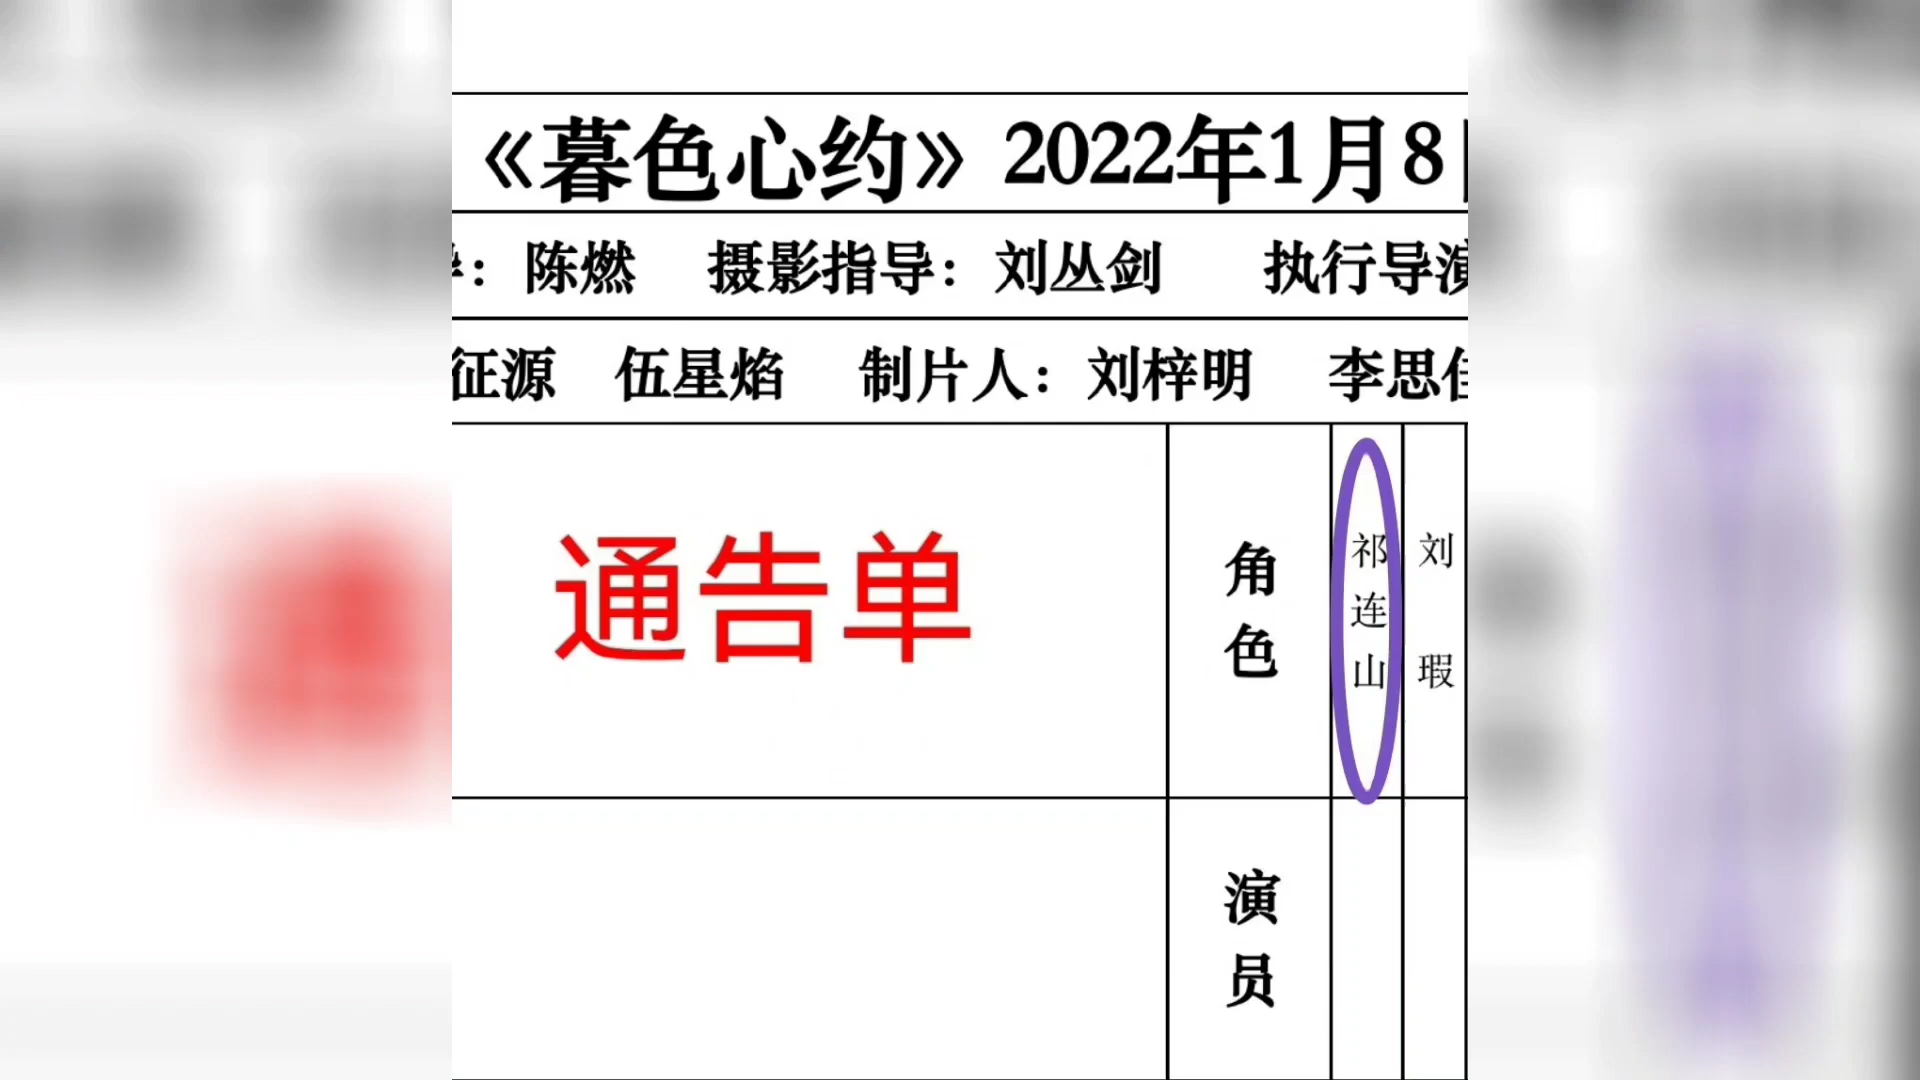 《暮色心约》2022年1月8
：陈燃 摄影指导：刘丛剑 执行导演
征源 伍星焰 制片人：刘梓明 李思佳
通告单
角色
祁连山
刘瑕
演员